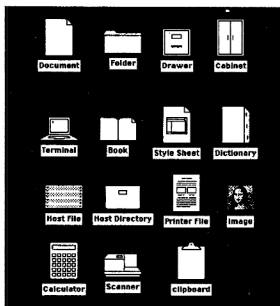 Document Folder Drawer Cabinet
Terminal Book Style Sheet Dictionary
Host File Host Directory Printer File Image
Calculator Scanner clipboard